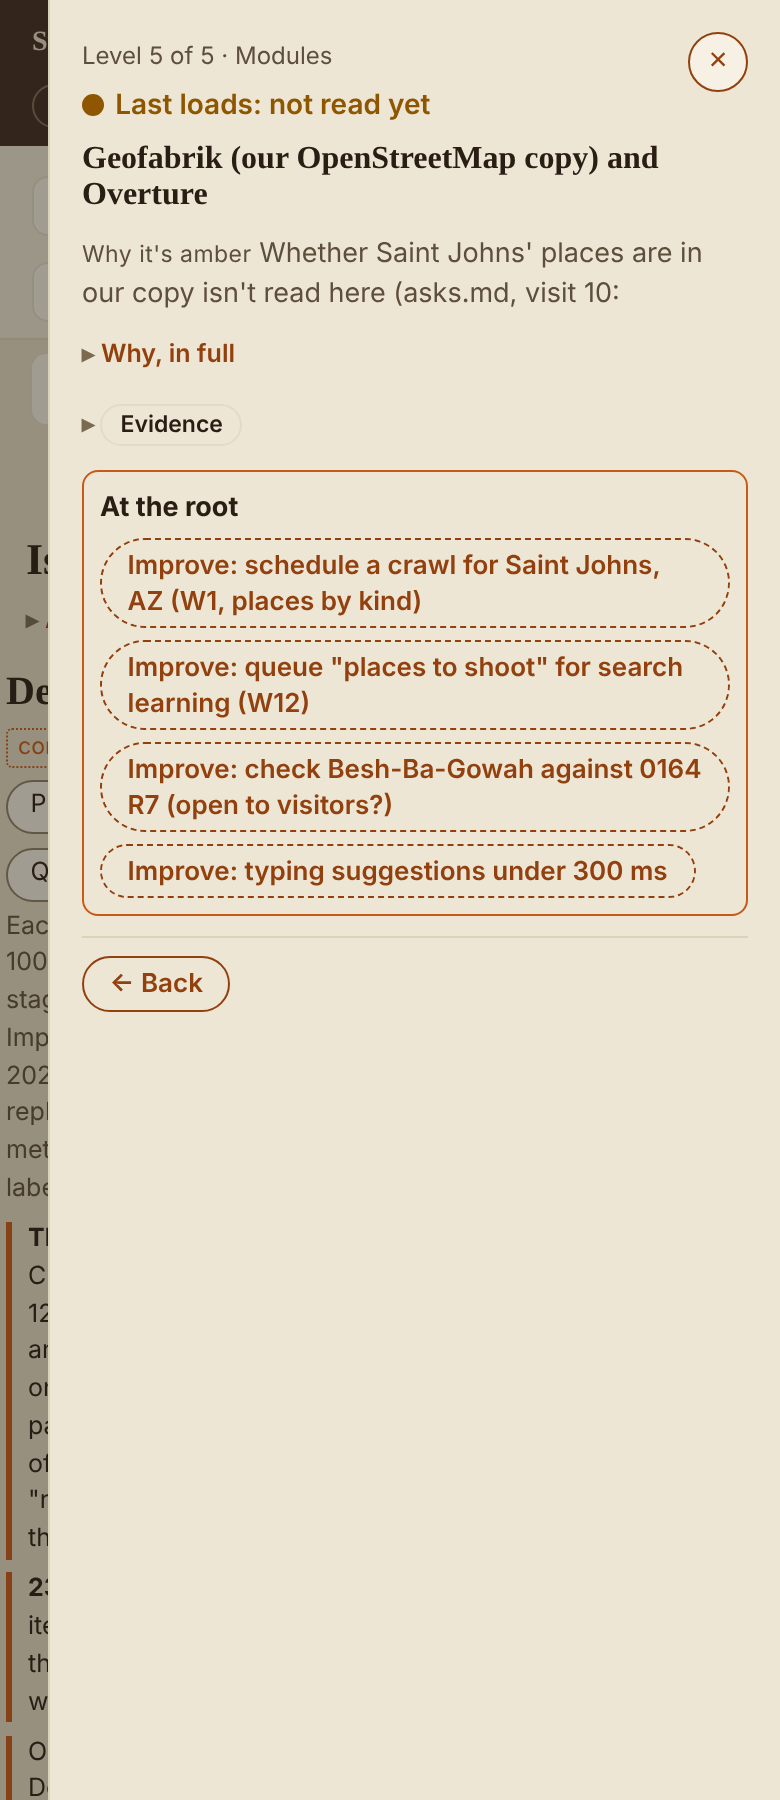 Level 5 of 5 · Modules
×
Last loads: not read yet
Geofabrik (our OpenStreetMap copy) and
Overture
Why it's amber Whether Saint Johns' places are in
our copy isn't read here (asks.md, visit 10:
▸ Why, in full
▸ Evidence
At the root
Improve: schedule a crawl for Saint Johns,
AZ (W1, places by kind)
Improve: queue "places to shoot" for search
learning (W12)
Improve: check Besh-Ba-Gowah against 0164
R7 (open to visitors?)
Improve: typing suggestions under 300 ms
← Back
100
12